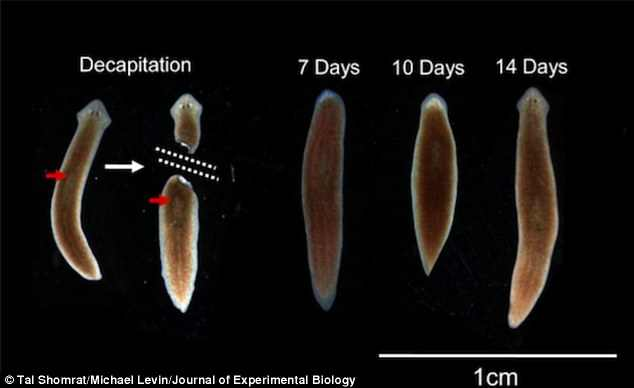 Decapitation
7 Days
10 Days
14 Days
1cm
© Tal Shomrat/Michael Levin/Journal of Experimental Biology